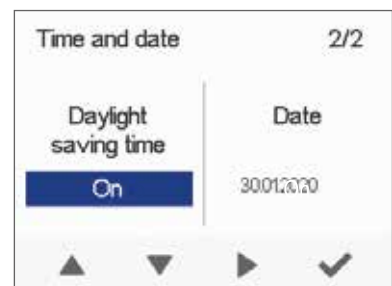 Time and date 2/2
Daylight
saving time
On
Date
30.01.2020